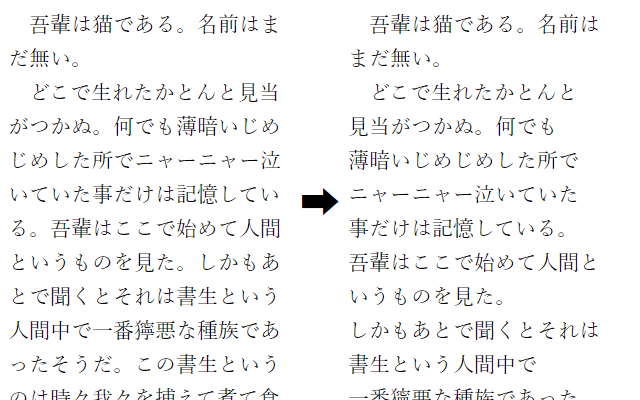 吾輩は猫である。名前はま
だ無い。
　どこで生れたかとんと見当
がつかぬ。何でも薄暗いじめ
じめした所でニャーニャー泣
いていた事だけは記憶してい
る。吾輩はここで始めて人間
というものを見た。しかもあ
とで聞くとそれは書生という
人間中で一番獰悪な種族であ
ったそうだ。この書生という
のは時々我々を捕えて煮て食
　吾輩は猫である。名前は
まだ無い。
　どこで生れたかとんと
見当がつかぬ。何でも
薄暗いじめじめした所で
ニャーニャー泣いていた
事だけは記憶している。
吾輩はここで始めて人間と
いうものを見た。
しかもあとで聞くとそれは
書生という人間中で
一番獰悪な種族であった